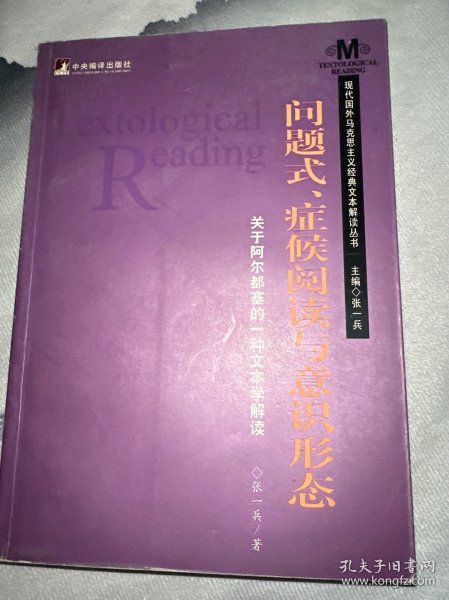 中央编译出版社
M
TEXTOLOGICAL
READING
Textological
Reading
现代国外马克思主义经典文本解读丛书
主编◇张一兵
问题式、症候阅读与意识形态
关于阿尔都塞的一种文本学解读
◇张一兵/著
孔夫子旧书网
www.kongfz.com